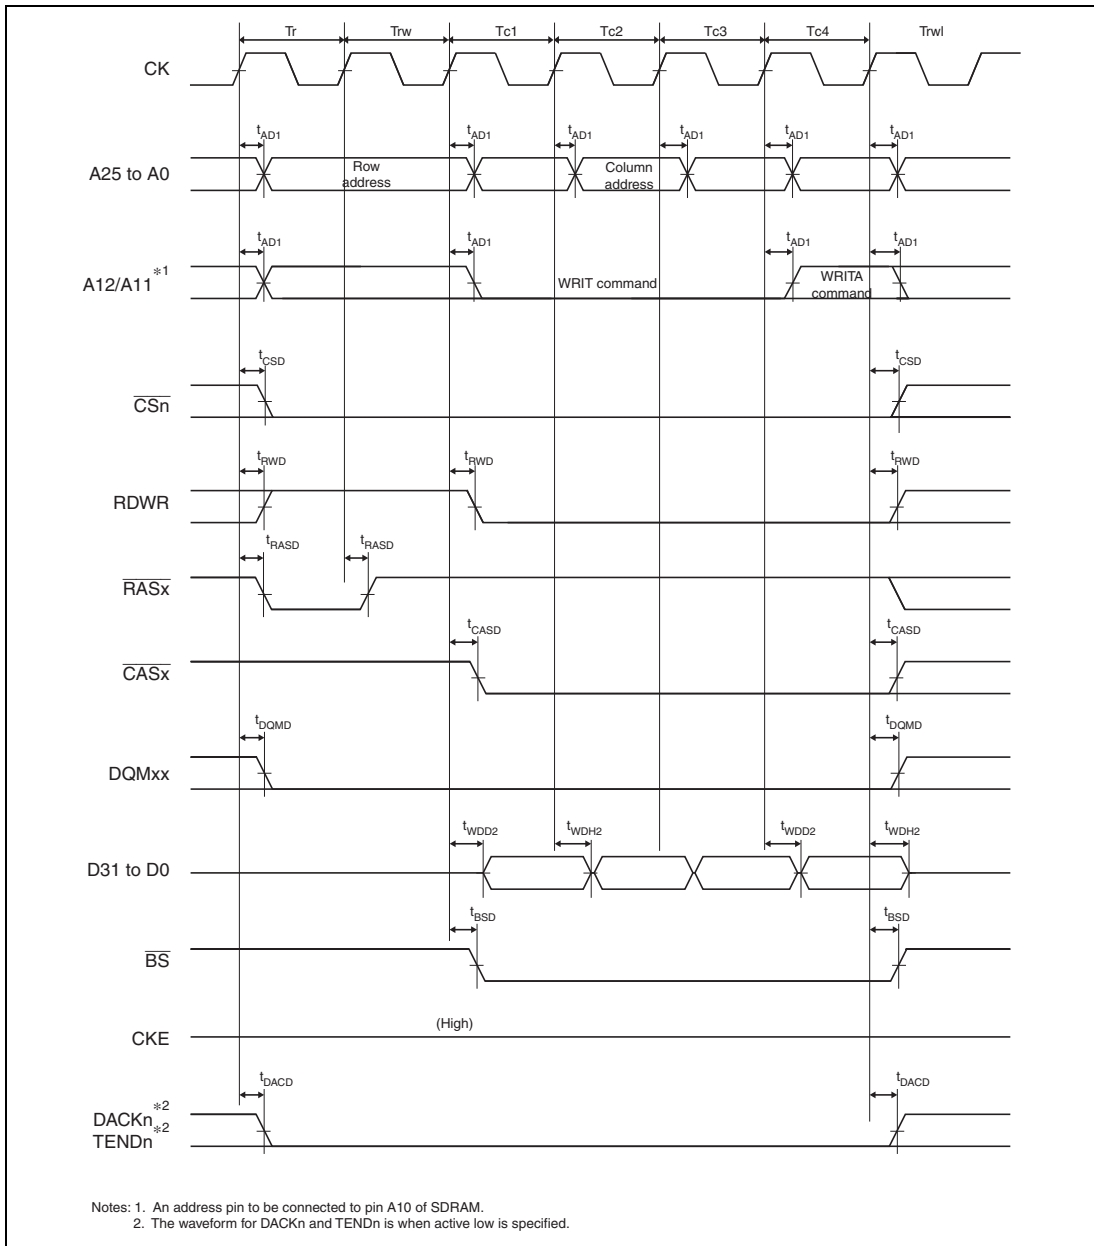 Tr Trw Tc1 Tc2 Tc3 Tc4 Trwl
CK
tAD1 tAD1 tAD1 tAD1 tAD1 tAD1
A25 to A0
Row
address
Column
address
tAD1 tAD1 tAD1 tAD1
A12/A11*1
WRIT command
WRITA
command
tCSD tCSD
CSn
tRWD tRWD tRWD
RDWR
tRASD tRASD
RASx
tCASD tCASD
CASx
tDQMD tDQMD
DQMxx
tWDD2 tWDH2 tWDD2 tWDH2
D31 to D0
tBSD tBSD
BS
(High)
CKE
tDACD tDACD
DACKn*2
TENDn*2
Notes: 1. An address pin to be connected to pin A10 of SDRAM.
2. The waveform for DACKn and TENDn is when active low is specified.